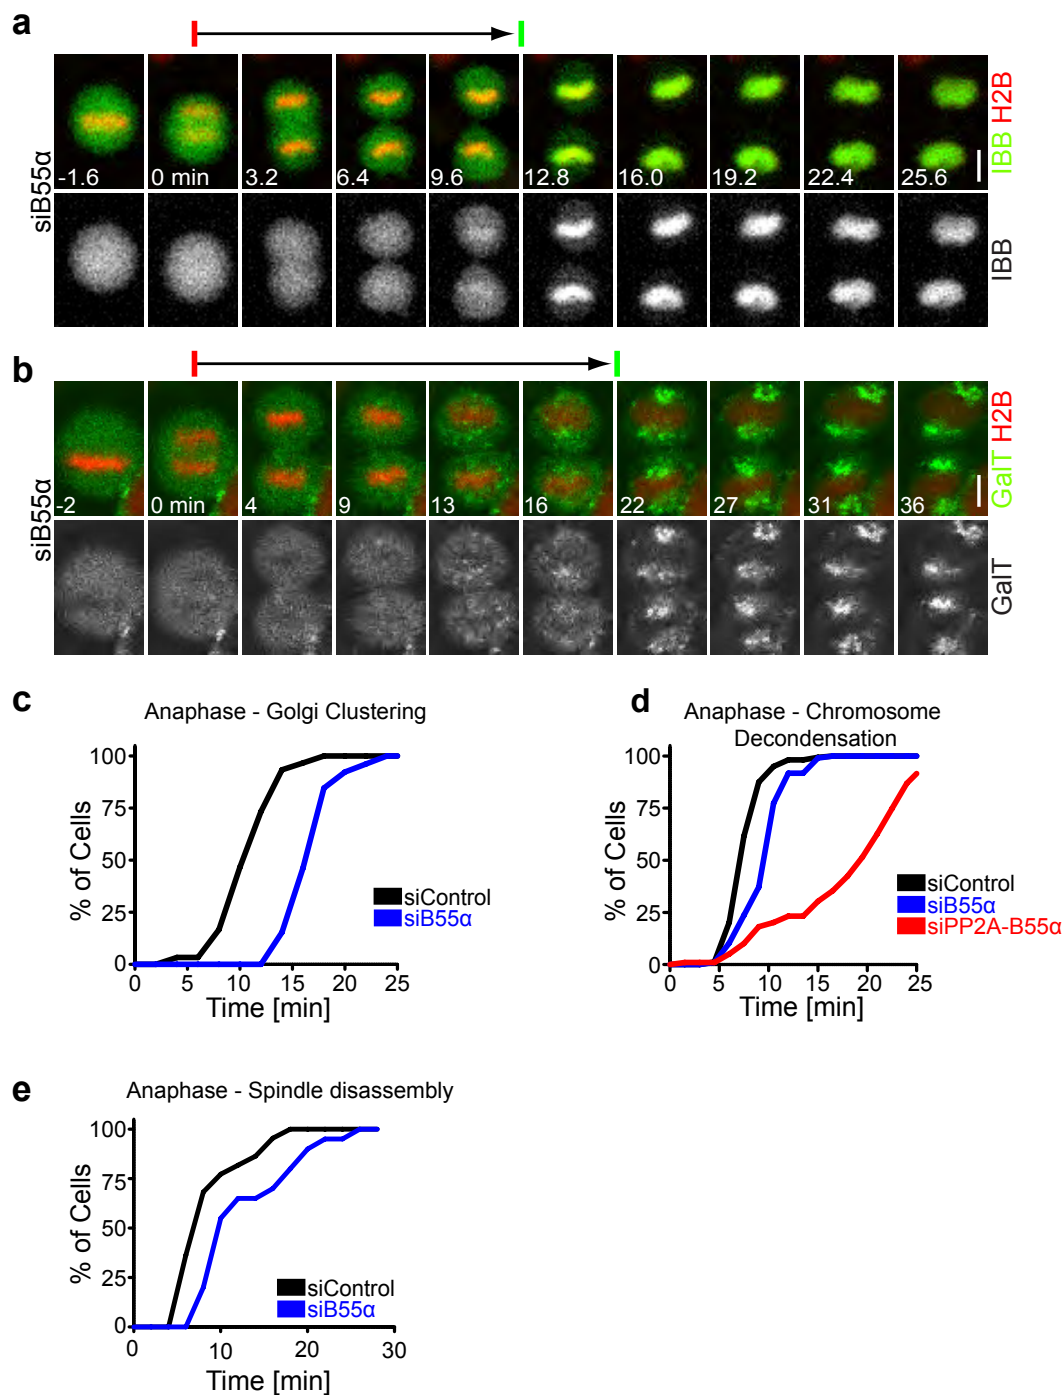 a
siB55α
-1.6 0 min 3.2 6.4 9.6 12.8 16.0 19.2 22.4 25.6
IBB H2B
IBB
b
siB55α
-2 0 min 4 9 13 16 22 27 31 36
GalT H2B
GalT
c
Anaphase - Golgi Clustering
100
75
50
25
0
% of Cells
siControl
siB55α
0 5 10 15 20 25
Time [min]
d
Anaphase - Chromosome
Decondensation
100
75
50
25
0
% of Cells
siControl
siB55α
siPP2A-B55α
0 5 10 15 20 25
Time [min]
e
Anaphase - Spindle disassembly
100
75
50
25
0
% of Cells
siControl
siB55α
0 10 20 30
Time [min]